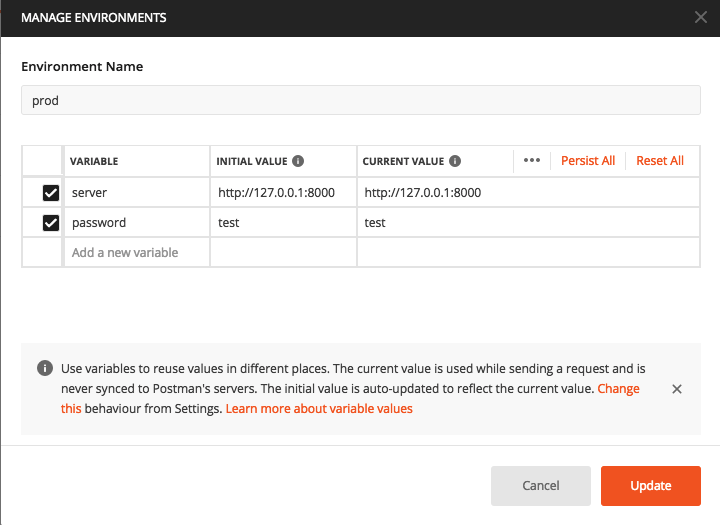 MANAGE ENVIRONMENTS
Environment Name
prod
VARIABLE INITIAL VALUE CURRENT VALUE Persist All Reset All
server http://127.0.0.1:8000 http://127.0.0.1:8000
password test test
Add a new variable
Use variables to reuse values in different places. The current value is used while sending a request and is
never synced to Postman's servers. The initial value is auto-updated to reflect the current value. Change
this behaviour from Settings. Learn more about variable values
Cancel Update